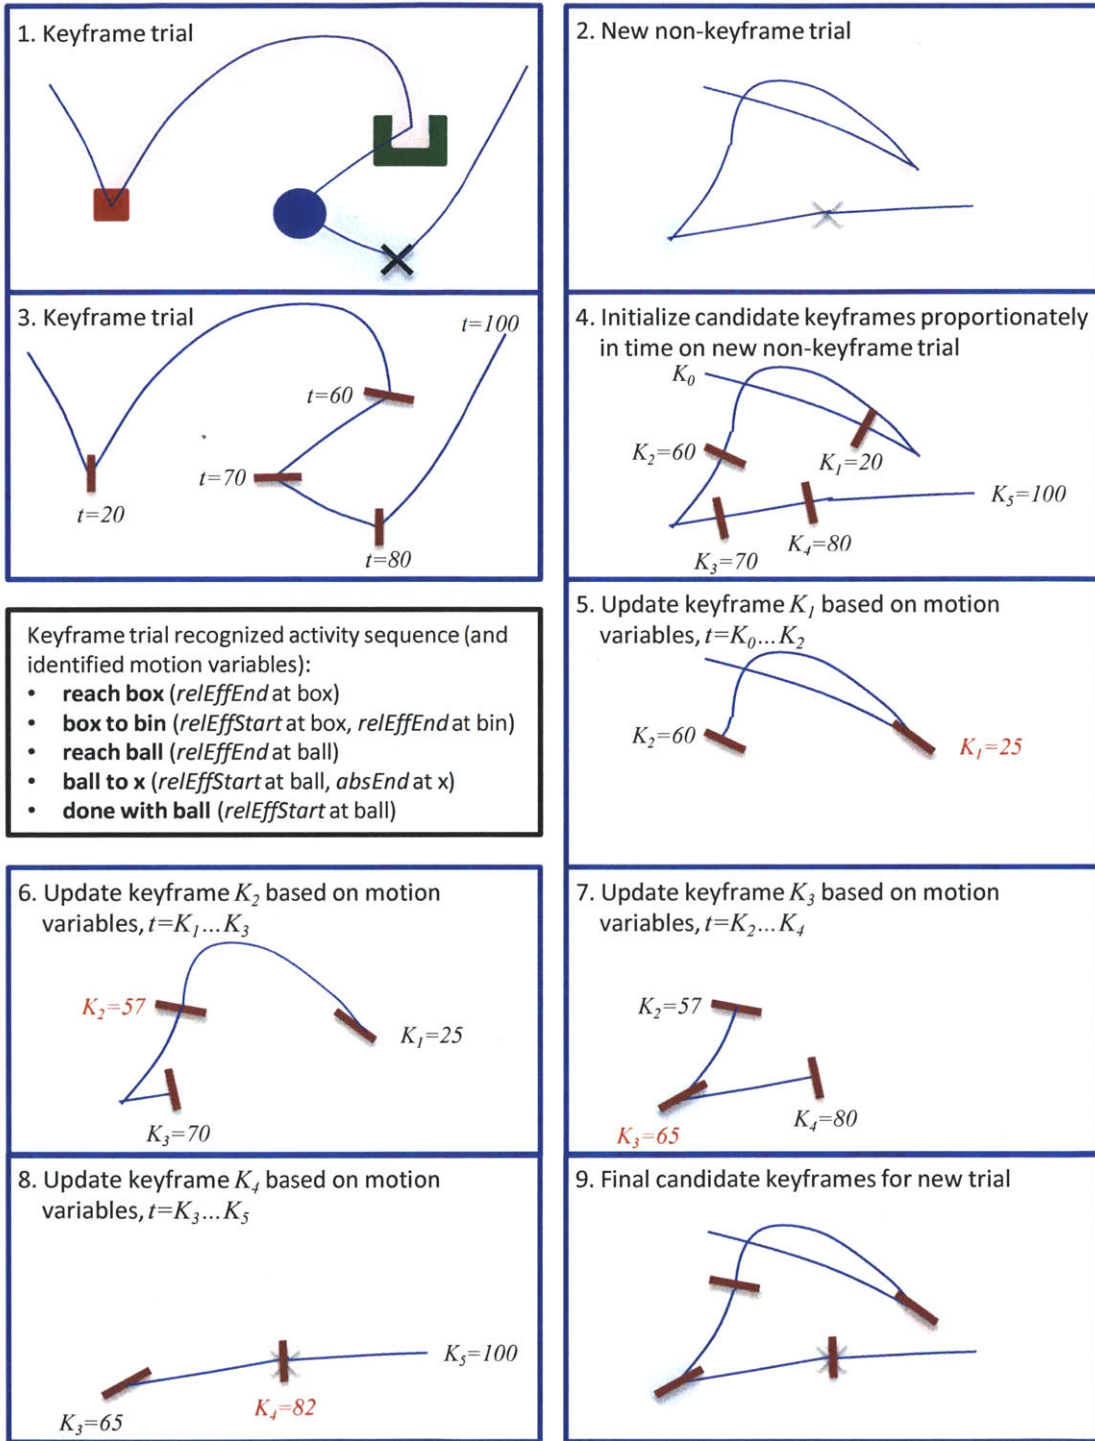 1. Keyframe trial
2. New non-keyframe trial
3. Keyframe trial
t=100
t=60
t=70
t=20
t=80
4. Initialize candidate keyframes proportionately
in time on new non-keyframe trial
K₀
K₂=60
K₁=20
K₅=100
K₄=80
K₃=70
Keyframe trial recognized activity sequence (and
identified motion variables):
• reach box (relEffEnd at box)
• box to bin (relEffStart at box, relEffEnd at bin)
• reach ball (relEffEnd at ball)
• ball to x (relEffStart at ball, absEnd at x)
• done with ball (relEffStart at ball)
5. Update keyframe K₁ based on motion
variables, t=K₀...K₂
K₂=60
K₁=25
6. Update keyframe K₂ based on motion
variables, t=K₁...K₃
K₂=57
K₁=25
K₃=70
7. Update keyframe K₃ based on motion
variables, t=K₂...K₄
K₂=57
K₄=80
K₃=65
8. Update keyframe K₄ based on motion
variables, t=K₃...K₅
K₅=100
K₄=82
K₃=65
9. Final candidate keyframes for new trial